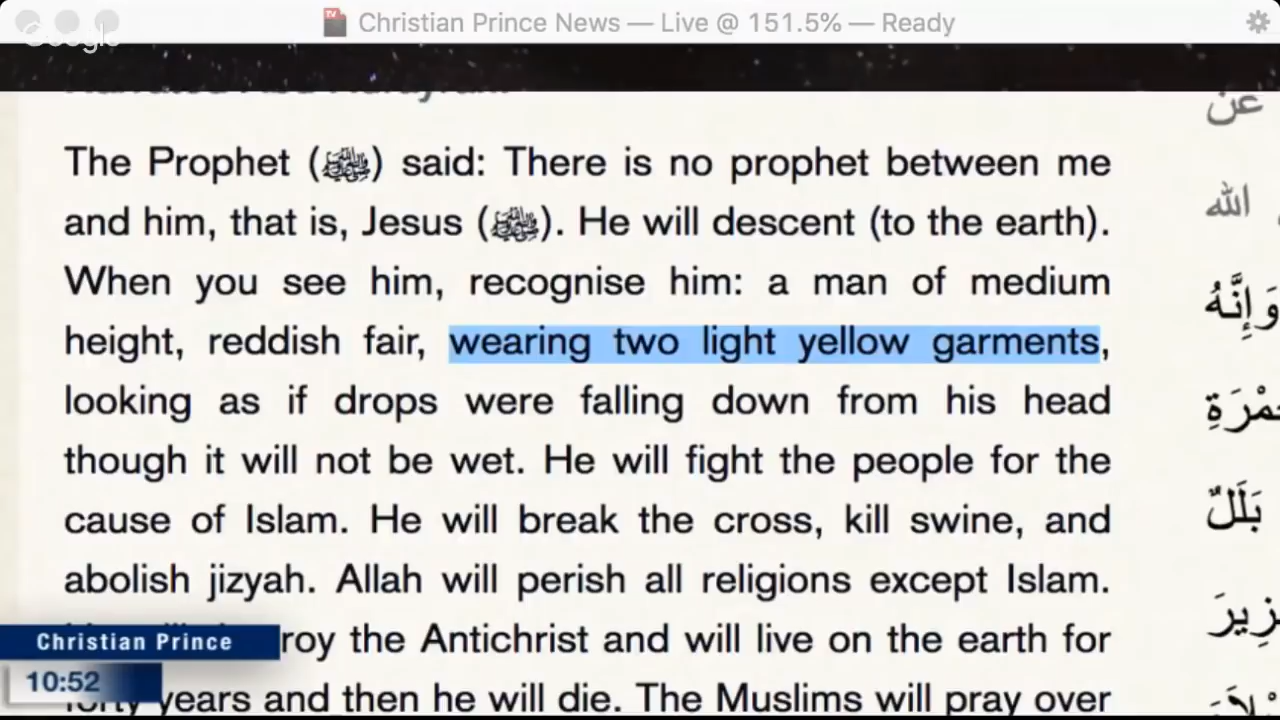 Christian Prince News — Live @ 151.5% — Ready
Google
The Prophet (ﷺ) said: There is no prophet between me
and him, that is, Jesus (ﷺ). He will descent (to the earth).
When you see him, recognise him: a man of medium
height, reddish fair, wearing two light yellow garments,
looking as if drops were falling down from his head
though it will not be wet. He will fight the people for the
cause of Islam. He will break the cross, kill swine, and
abolish jizyah. Allah will perish all religions except Islam.
roy the Antichrist and will live on the earth for
forty years and then he will die. The Muslims will pray over
عن
الله
وَإِنَّهُ
بَلَلٌ
Christian Prince
10:52